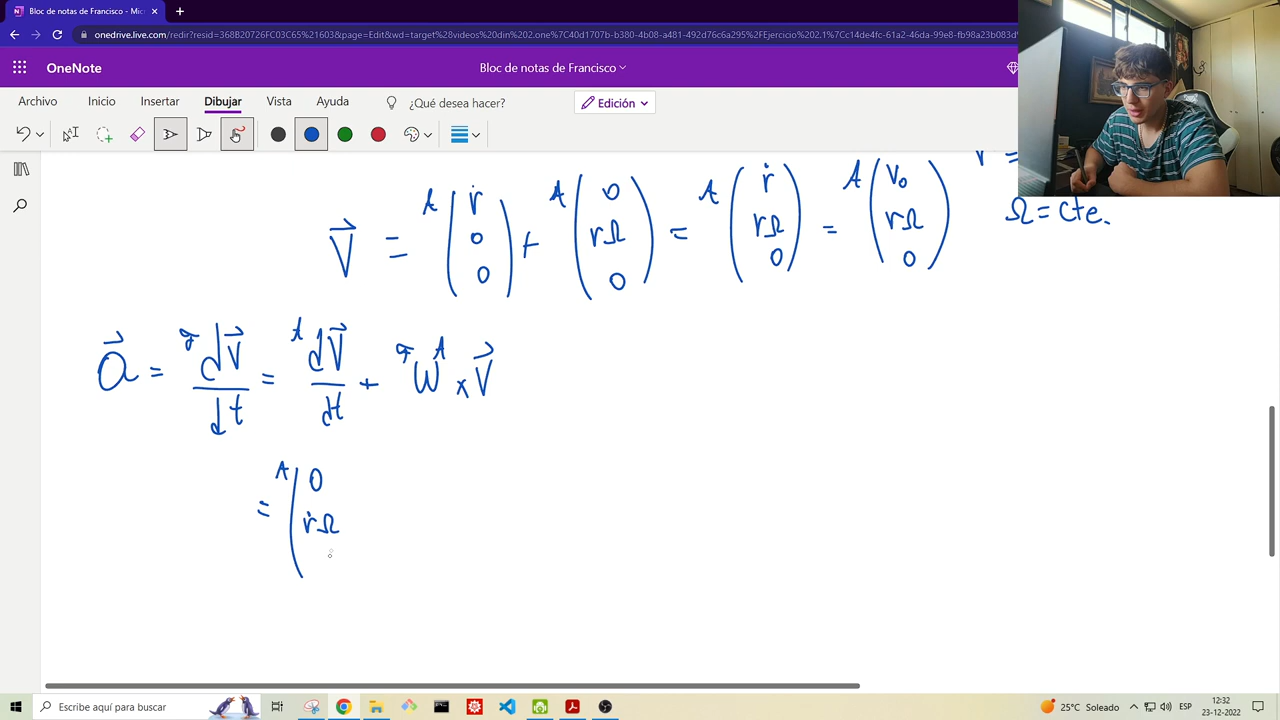 Bloc de notas de Francisco - Micr
onedrive.live.com/redir?resid=368B20726FC03C65%21603&page=Edit&wd=target%28videos%20din%202.one%7C40d1707b-b380-4b08-a481-492d76c6a295%2FEjercicio%202.1%7Cc14de4fc-61a2-46da-99e8-fb98a23b083d%
OneNote
Bloc de notas de Francisco
Archivo Inicio Insertar Dibujar Vista Ayuda ¿Qué desea hacer? Edición
V⃗ = ᴬ(ṙ, 0, 0) + ᴬ(0, rΩ, 0) = ᴬ(ṙ, rΩ, 0) = ᴬ(v₀, rΩ, 0)
Ω = cte.
a⃗ = dV⃗/dt = ᴬdV⃗/dt + ωᴬ × V⃗
= ᴬ(0, ṙΩ
Escribe aquí para buscar
25°C Soleado
ESP
12:32
23-12-2022